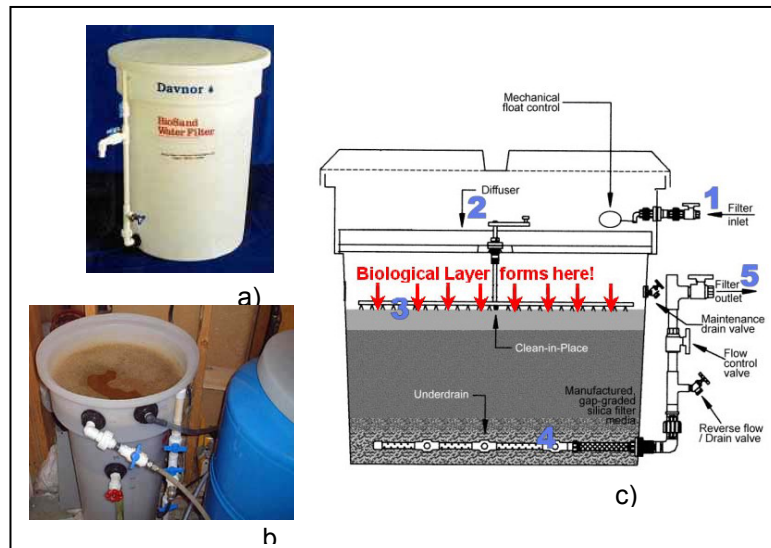 Davnor
BioSand
Water Filter
a)
b
Mechanical
float control
Diffuser
2
1
Filter
inlet
Biological Layer forms here!
3
5
Filter
outlet
Maintenance
drain valve
Clean-in-Place
Flow
control
valve
Underdrain
Manufactured,
gap-graded
silica filter
media
4
Reverse flow
/ Drain valve
c)